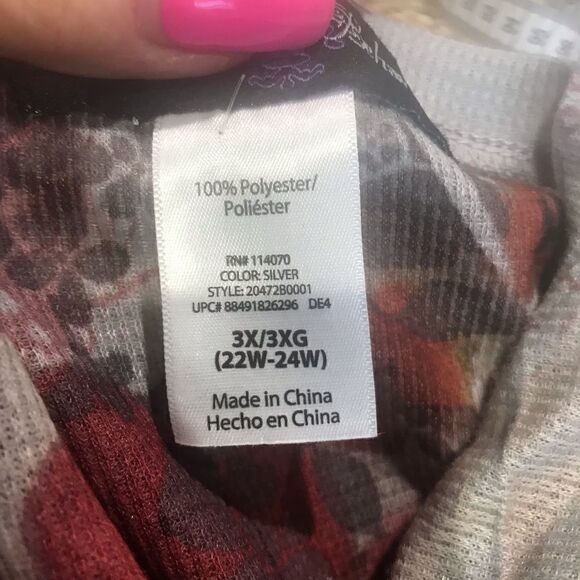 100% Polyester/
Poliéster
RN# 114070
COLOR: SILVER
STYLE: 20472B0001
UPC# 88491826296 DE4
3X/3XG
(22W-24W)
Made in China
Hecho en China